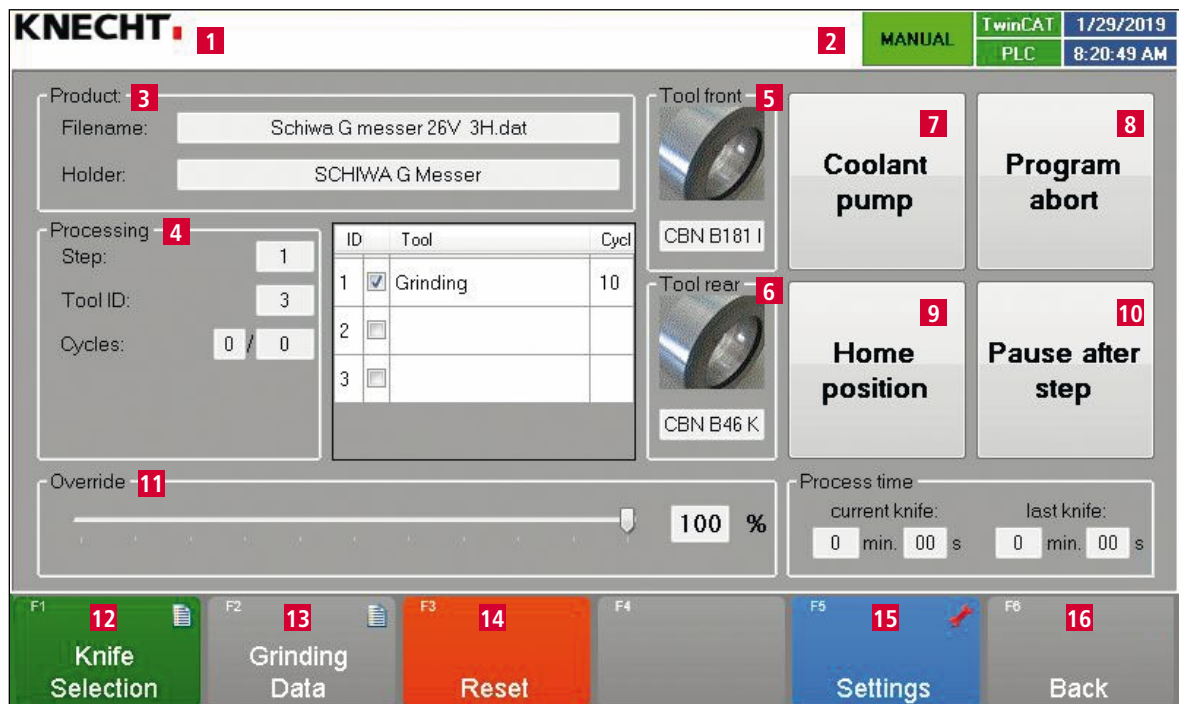 KNECHT
1
2
MANUAL
TwinCAT
1/29/2019
PLC
8:20:49 AM
Product:
3
Filename:
Schiwa G messer 26V 3H.dat
Holder:
SCHIWA G Messer
Processing
4
Step:
1
Tool ID:
3
Cycles:
0 / 0
ID Tool Cycl
1 Grinding 10
2
3
Tool front
5
CBN B181 I
Tool rear
6
CBN B46 K
7
Coolant
pump
8
Program
abort
9
Home
position
10
Pause after
step
Override
11
100 %
Process time
current knife:
0 min. 00 s
last knife:
0 min. 00 s
F1
12
Knife
Selection
F2
13
Grinding
Data
F3
14
Reset
F4
F5
15
Settings
F6
16
Back